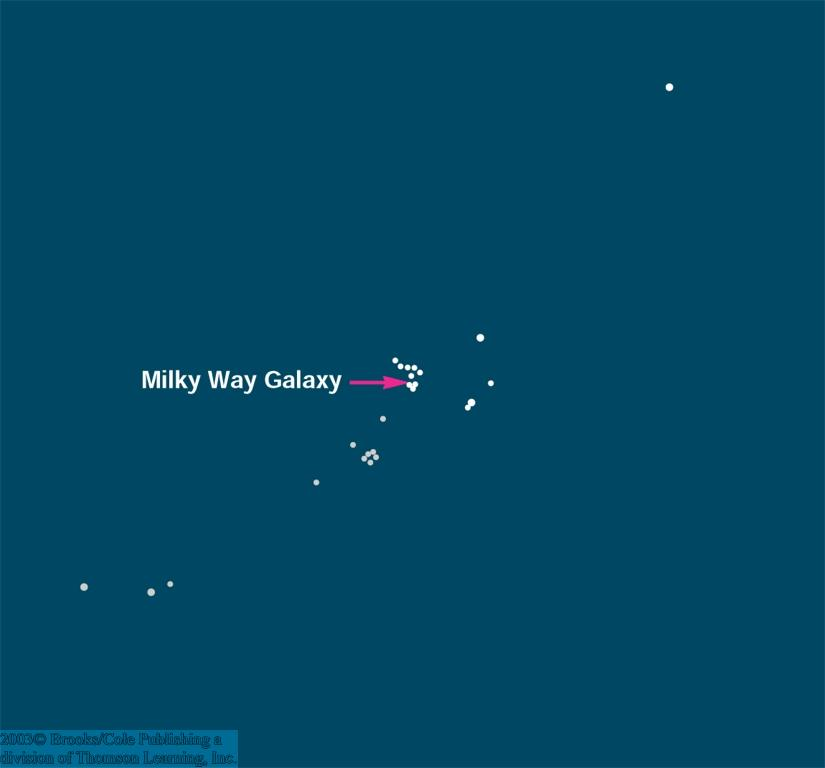 Milky Way Galaxy
2003© Brooks/Cole Publishing a
division of Thomson Learning, Inc.